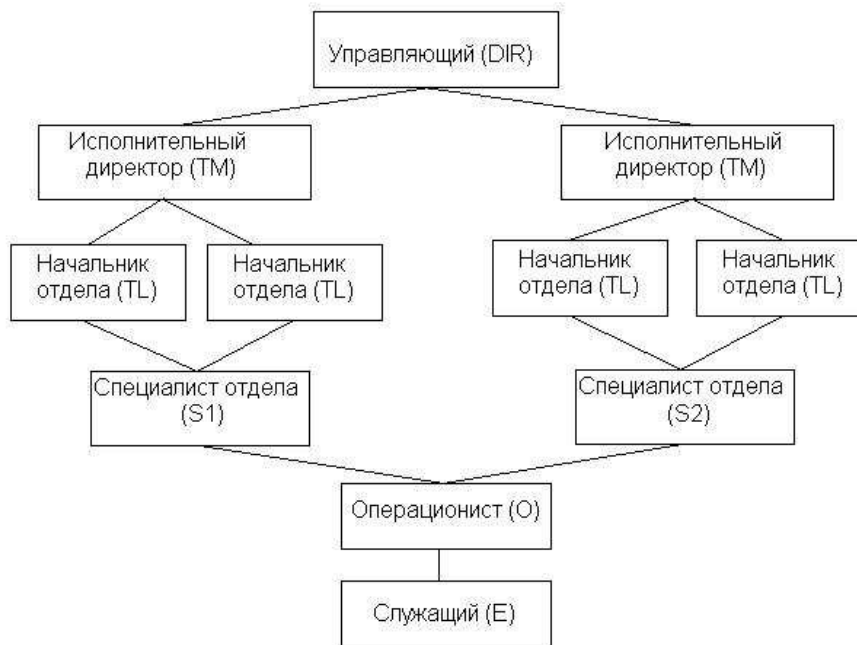 Управляющий (DIR)
Исполнительный
директор (TM)
Исполнительный
директор (TM)
Начальник
отдела (TL)
Начальник
отдела (TL)
Начальник
отдела (TL)
Начальник
отдела (TL)
Специалист отдела
(S1)
Специалист отдела
(S2)
Операционист (O)
Служащий (E)